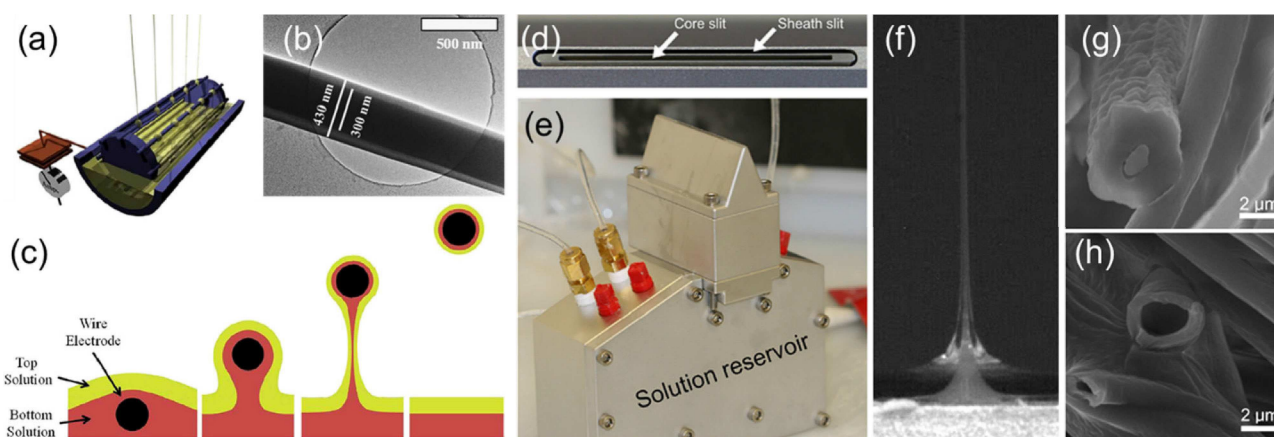 (a)
(b)
500 nm
430 nm
300 nm
(c)
Wire
Electrode
Top
Solution
Bottom
Solution
(d)
Core slit
Sheath slit
(e)
Solution reservoir
(f)
(g)
2 µm
(h)
2 µm